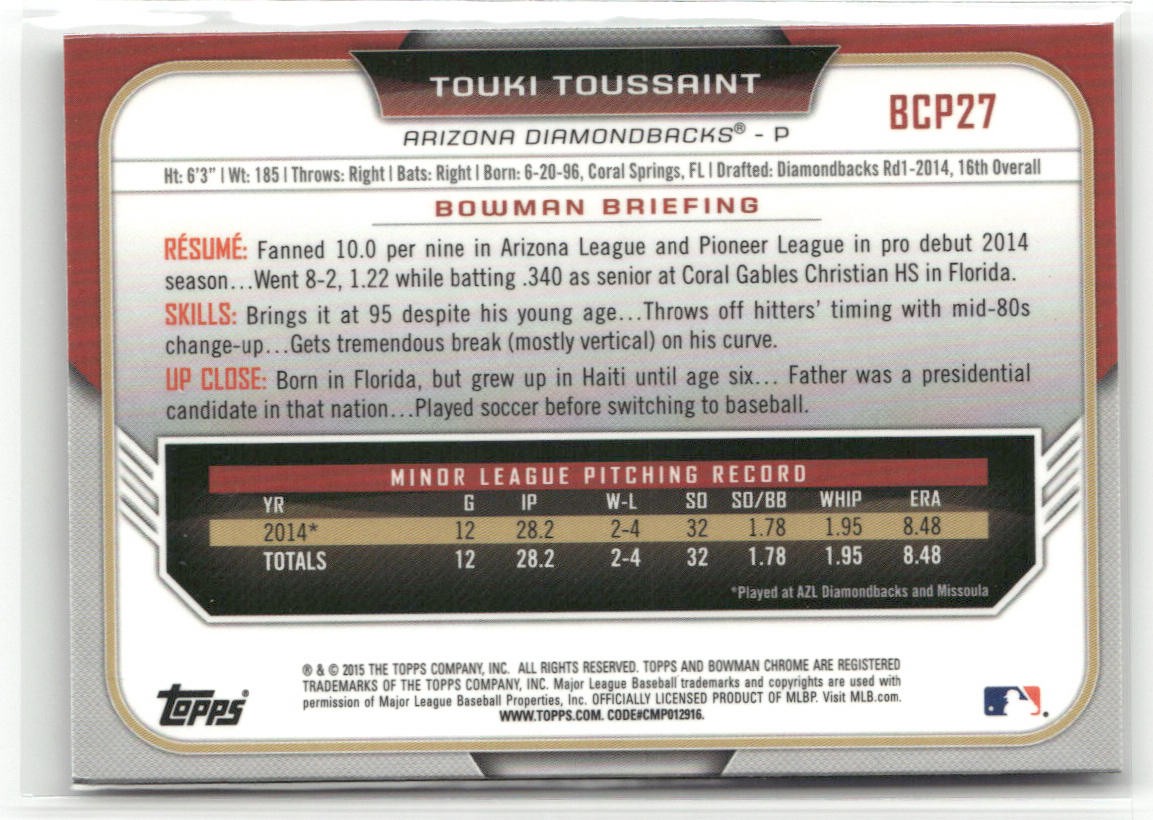 TOUKI TOUSSAINT
BCP27
ARIZONA DIAMONDBACKS® - P
Ht: 6'3" | Wt: 185 | Throws: Right | Bats: Right | Born: 6-20-96, Coral Springs, FL | Drafted: Diamondbacks Rd1-2014, 16th Overall
BOWMAN BRIEFING
RÉSUMÉ: Fanned 10.0 per nine in Arizona League and Pioneer League in pro debut 2014
season...Went 8-2, 1.22 while batting .340 as senior at Coral Gables Christian HS in Florida.
SKILLS: Brings it at 95 despite his young age...Throws off hitters' timing with mid-80s
change-up...Gets tremendous break (mostly vertical) on his curve.
UP CLOSE: Born in Florida, but grew up in Haiti until age six... Father was a presidential
candidate in that nation...Played soccer before switching to baseball.
MINOR LEAGUE PITCHING RECORD
YR G IP W-L SO SO/BB WHIP ERA
2014* 12 28.2 2-4 32 1.78 1.95 8.48
TOTALS 12 28.2 2-4 32 1.78 1.95 8.48
*Played at AZL Diamondbacks and Missoula
® & © 2015 THE TOPPS COMPANY, INC. ALL RIGHTS RESERVED. TOPPS AND BOWMAN CHROME ARE REGISTERED
TRADEMARKS OF THE TOPPS COMPANY, INC. Major League Baseball trademarks and copyrights are used with
permission of Major League Baseball Properties, Inc. OFFICIALLY LICENSED PRODUCT OF MLBP. Visit MLB.com.
WWW.TOPPS.COM. CODE#CMP012916.
TOPPS®